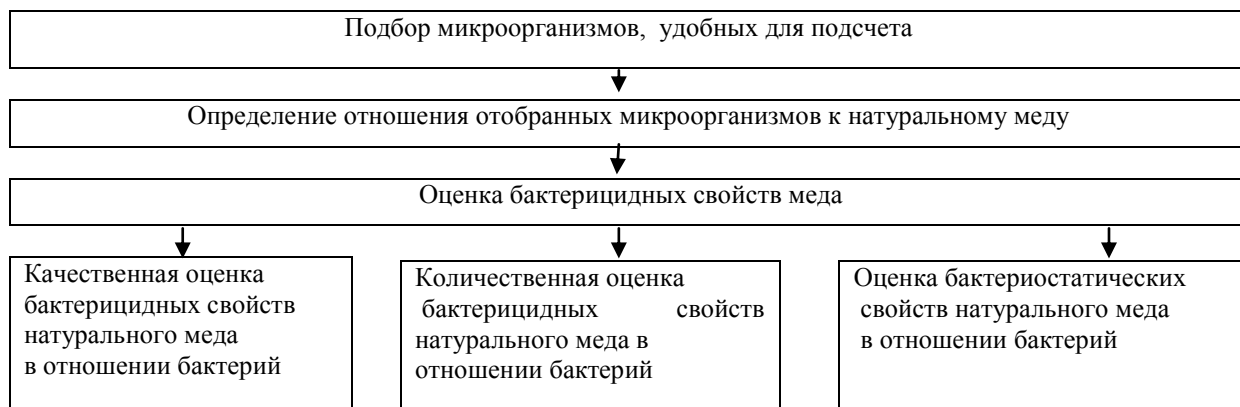 Подбор микроорганизмов, удобных для подсчета
Определение отношения отобранных микроорганизмов к натуральному меду
Оценка бактерицидных свойств меда
Качественная оценка
бактерицидных свойств
натурального меда
в отношении бактерий
Количественная оценка
бактерицидных свойств
натурального меда в
отношении бактерий
Оценка бактериостатических
свойств натурального меда
в отношении бактерий